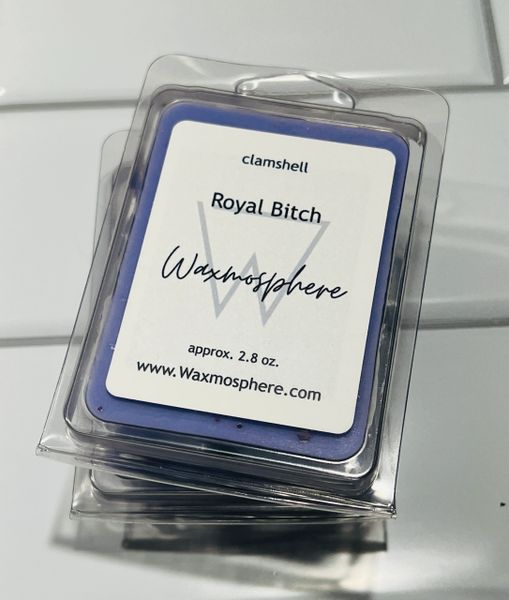 clamshell
Royal Bitch
Waxmosphere
approx. 2.8 oz.
www.Waxmosphere.com